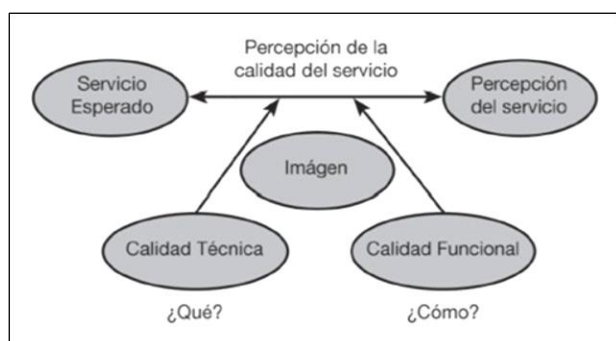 Percepción de la
calidad del servicio
Servicio
Esperado
Percepción
del servicio
Imágen
Calidad Técnica
Calidad Funcional
¿Qué?
¿Cómo?